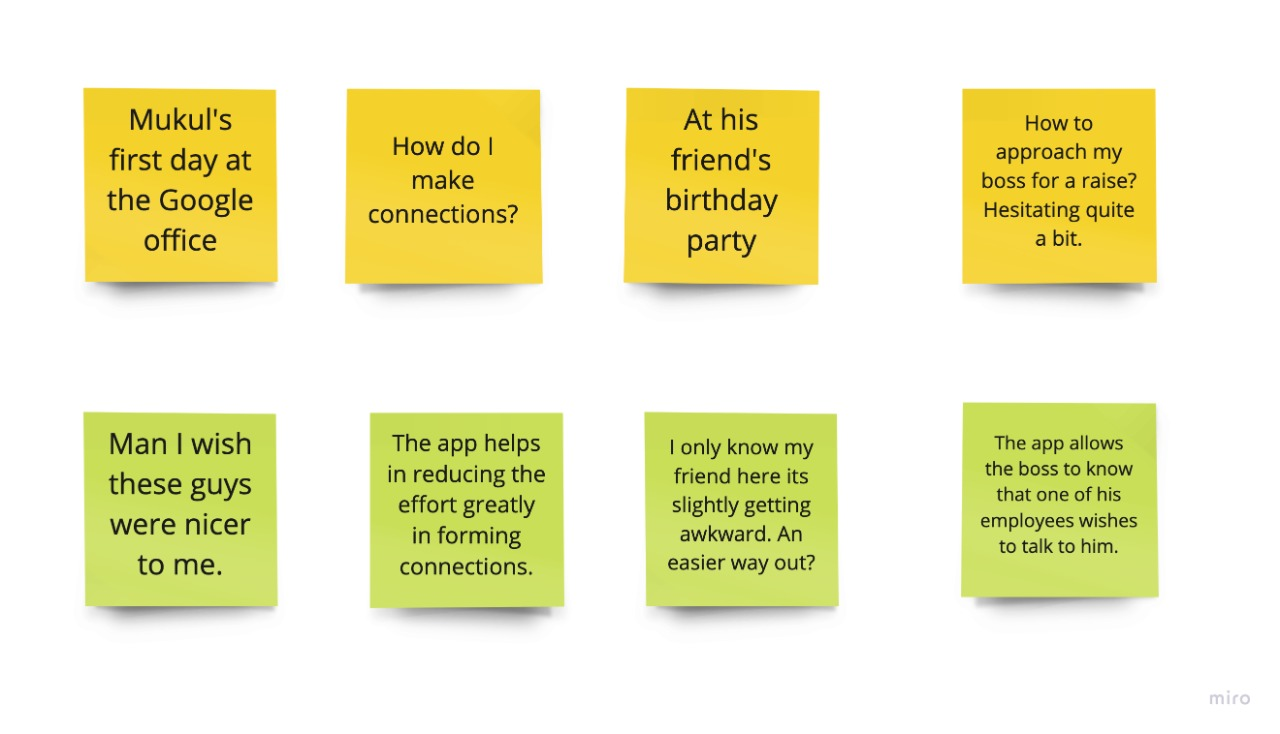 Mukul's
first day at
the Google
office
How do I
make
connections?
At his
friend's
birthday
party
How to
approach my
boss for a raise?
Hesitating quite
a bit.
Man I wish
these guys
were nicer
to me.
The app helps
in reducing the
effort greatly
in forming
connections.
I only know my
friend here its
slightly getting
awkward. An
easier way out?
The app allows
the boss to know
that one of his
employees wishes
to talk to him.
miro